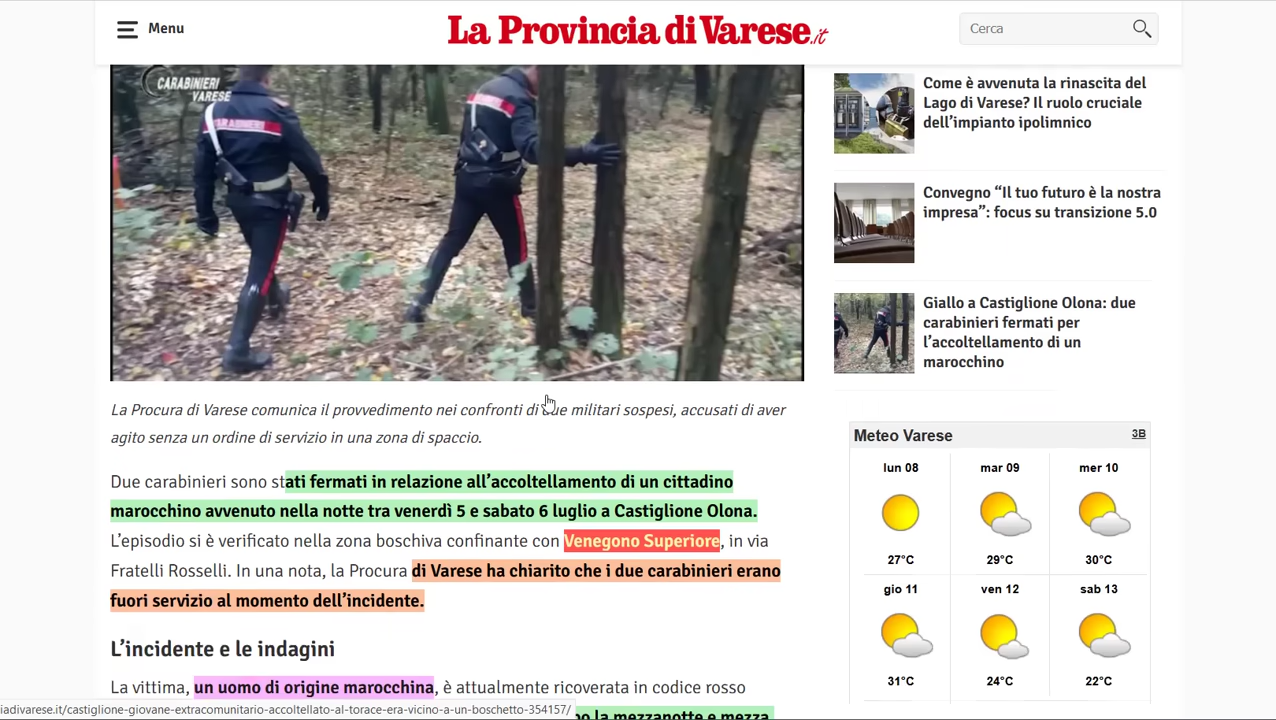 Menu
La Provincia di Varese.it
Cerca
CARABINIERI
VARESE
CARABINIERI
La Procura di Varese comunica il provvedimento nei confronti di due militari sospesi, accusati di aver
agito senza un ordine di servizio in una zona di spaccio.
Due carabinieri sono stati fermati in relazione all’accoltellamento di un cittadino
marocchino avvenuto nella notte tra venerdì 5 e sabato 6 luglio a Castiglione Olona.
L’episodio si è verificato nella zona boschiva confinante con Venegono Superiore, in via
Fratelli Rosselli. In una nota, la Procura di Varese ha chiarito che i due carabinieri erano
fuori servizio al momento dell’incidente.
L’incidente e le indagini
La vittima, un uomo di origine marocchina, è attualmente ricoverata in codice rosso
po la mezzanotte e mezza
iadivarese.it/castiglione-giovane-extracomunitario-accoltellato-al-torace-era-vicino-a-un-boschetto-354157/
Come è avvenuta la rinascita del
Lago di Varese? Il ruolo cruciale
dell’impianto ipolimnico
Convegno “Il tuo futuro è la nostra
impresa”: focus su transizione 5.0
Giallo a Castiglione Olona: due
carabinieri fermati per
l’accoltellamento di un
marocchino
Meteo Varese 3B
lun 08 mar 09 mer 10
27°C 29°C 30°C
gio 11 ven 12 sab 13
31°C 24°C 22°C